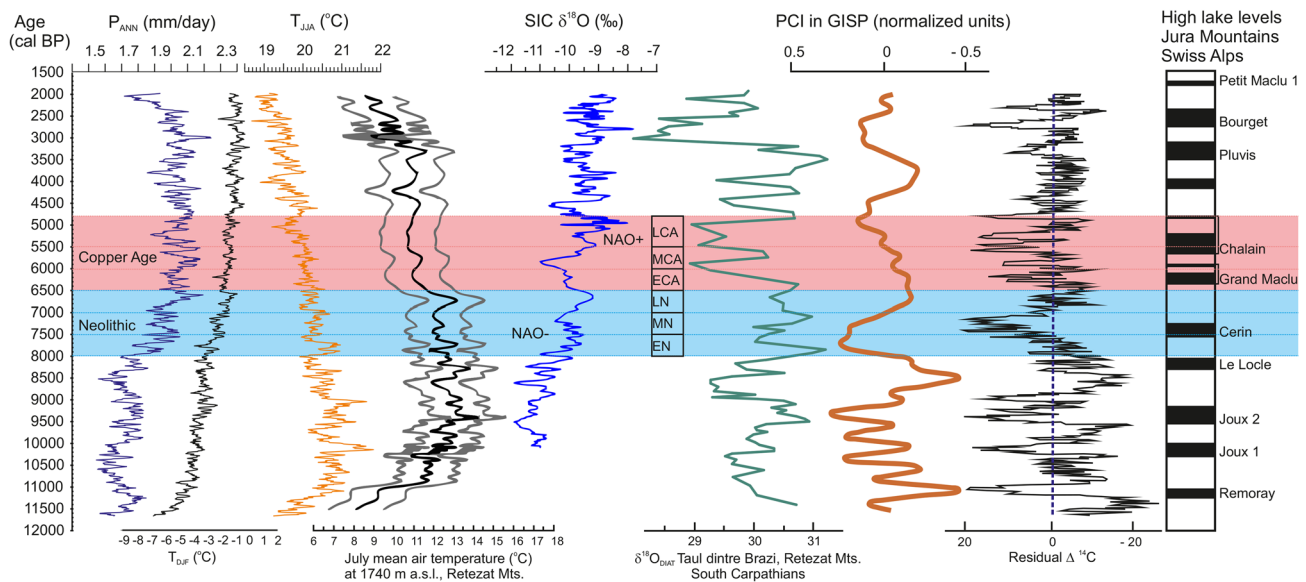 Age
(cal BP)
P_ANN (mm/day)
1.5 1.7 1.9 2.1 2.3
T_JJA (°C)
19 20 21 22
SIC δ¹⁸O (‰)
-12 -11 -10 -9 -8 -7
PCI in GISP (normalized units)
0.5 0 -0.5
High lake levels
Jura Mountains
Swiss Alps
1500
2000
2500
3000
3500
4000
4500
5000
5500
6000
6500
7000
7500
8000
8500
9000
9500
10000
10500
11000
11500
12000
Copper Age
Neolithic
NAO+
NAO-
LCA
MCA
ECA
LN
MN
EN
Petit Maclu 1
Bourget
Pluvis
Chalain
Grand Maclu
Cerin
Le Locle
Joux 2
Joux 1
Remoray
-9 -8 -7 -6 -5 -4 -3 -2 -1 0 1 2
T_DJF (°C)
6 7 8 9 10 11 12 13 14 15 16 17 18
July mean air temperature (°C)
at 1740 m a.s.l., Retezat Mts.
29 30 31
δ¹⁸O_DIAT Taul dintre Brazi, Retezat Mts.
South Carpathians
20 0 -20
Residual Δ ¹⁴C